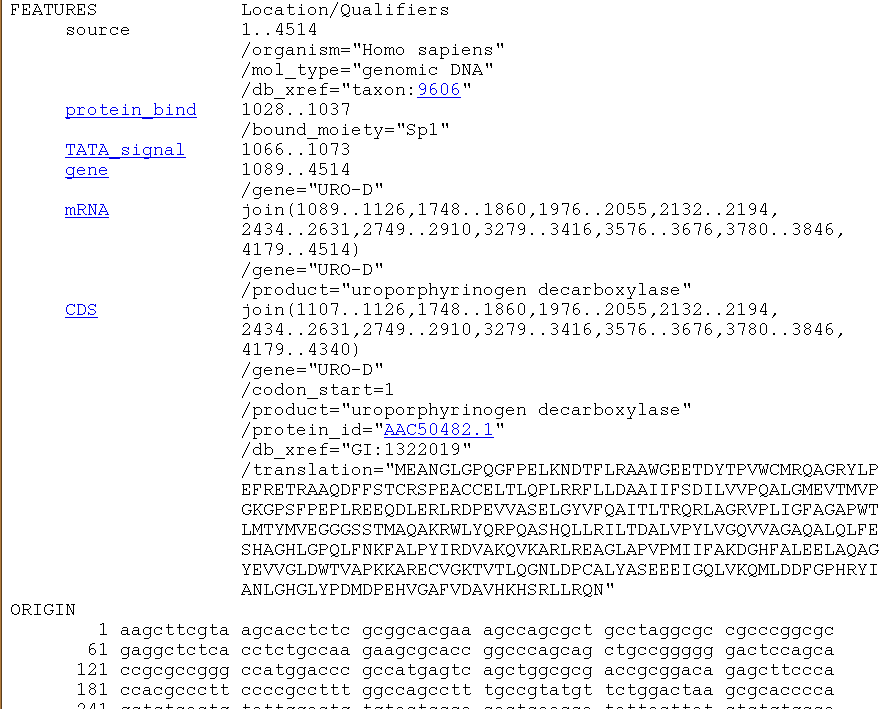 FEATURES Location/Qualifiers
source 1..4514
/organism="Homo sapiens"
/mol_type="genomic DNA"
/db_xref="taxon:9606"
protein_bind 1028..1037
/bound_moiety="Sp1"
TATA_signal 1066..1073
gene 1089..4514
/gene="URO-D"
mRNA join(1089..1126,1748..1860,1976..2055,2132..2194,
2434..2631,2749..2910,3279..3416,3576..3676,3780..3846,
4179..4514)
/gene="URO-D"
/product="uroporphyrinogen decarboxylase"
CDS join(1107..1126,1748..1860,1976..2055,2132..2194,
2434..2631,2749..2910,3279..3416,3576..3676,3780..3846,
4179..4340)
/gene="URO-D"
/codon_start=1
/product="uroporphyrinogen decarboxylase"
/protein_id="AAC50482.1"
/db_xref="GI:1322019"
/translation="MEANGLGPQGFPELKNDTFLRAAWGEETDYTPVWCMRQAGRYLP
EFRETRAAQDFFSTCRSPEACCELTLQPLRRFLLDAAIIFSDILVVPQALGMEVTMVP
GKGPSFPEPLREEQDLERLRDPEVVASELGYVFQAITLTRQRLAGRVPLIGFAGAPWT
LMTYMVEGGGSSTMAQAKRWLYQRPQASHQLLRILTDALVPYLVGQVVAGAQALQLFE
SHAGHLGPQLFNKFALPYIRDVAKQVKARLREAGLAPVPMIIFAKDGHFALEELAQAG
YEVVGLDWTVAPKKARECVGKTVTLQGNLDPCALYASEEEIGQLVKQMLDDFGPHRYI
ANLGHGLYPDMDPEHVGAFVDAVHKHSRLLRQN"
ORIGIN
1 aagcttcgta agcacctctc gcggcacgaa agccagcgct gcctaggcgc cgcccggcgc
61 gaggctctca cctctgccaa gaagcgcacc ggcccagcag ctgccggggg gactccagca
121 ccgcgccggg ccatggaccc gccatgagtc agctggcgcg accgcggaca gagcttccca
181 ccacgccctt ccccgccttt ggccagcctt tgccgtatgt tctggactaa gcgcacccca